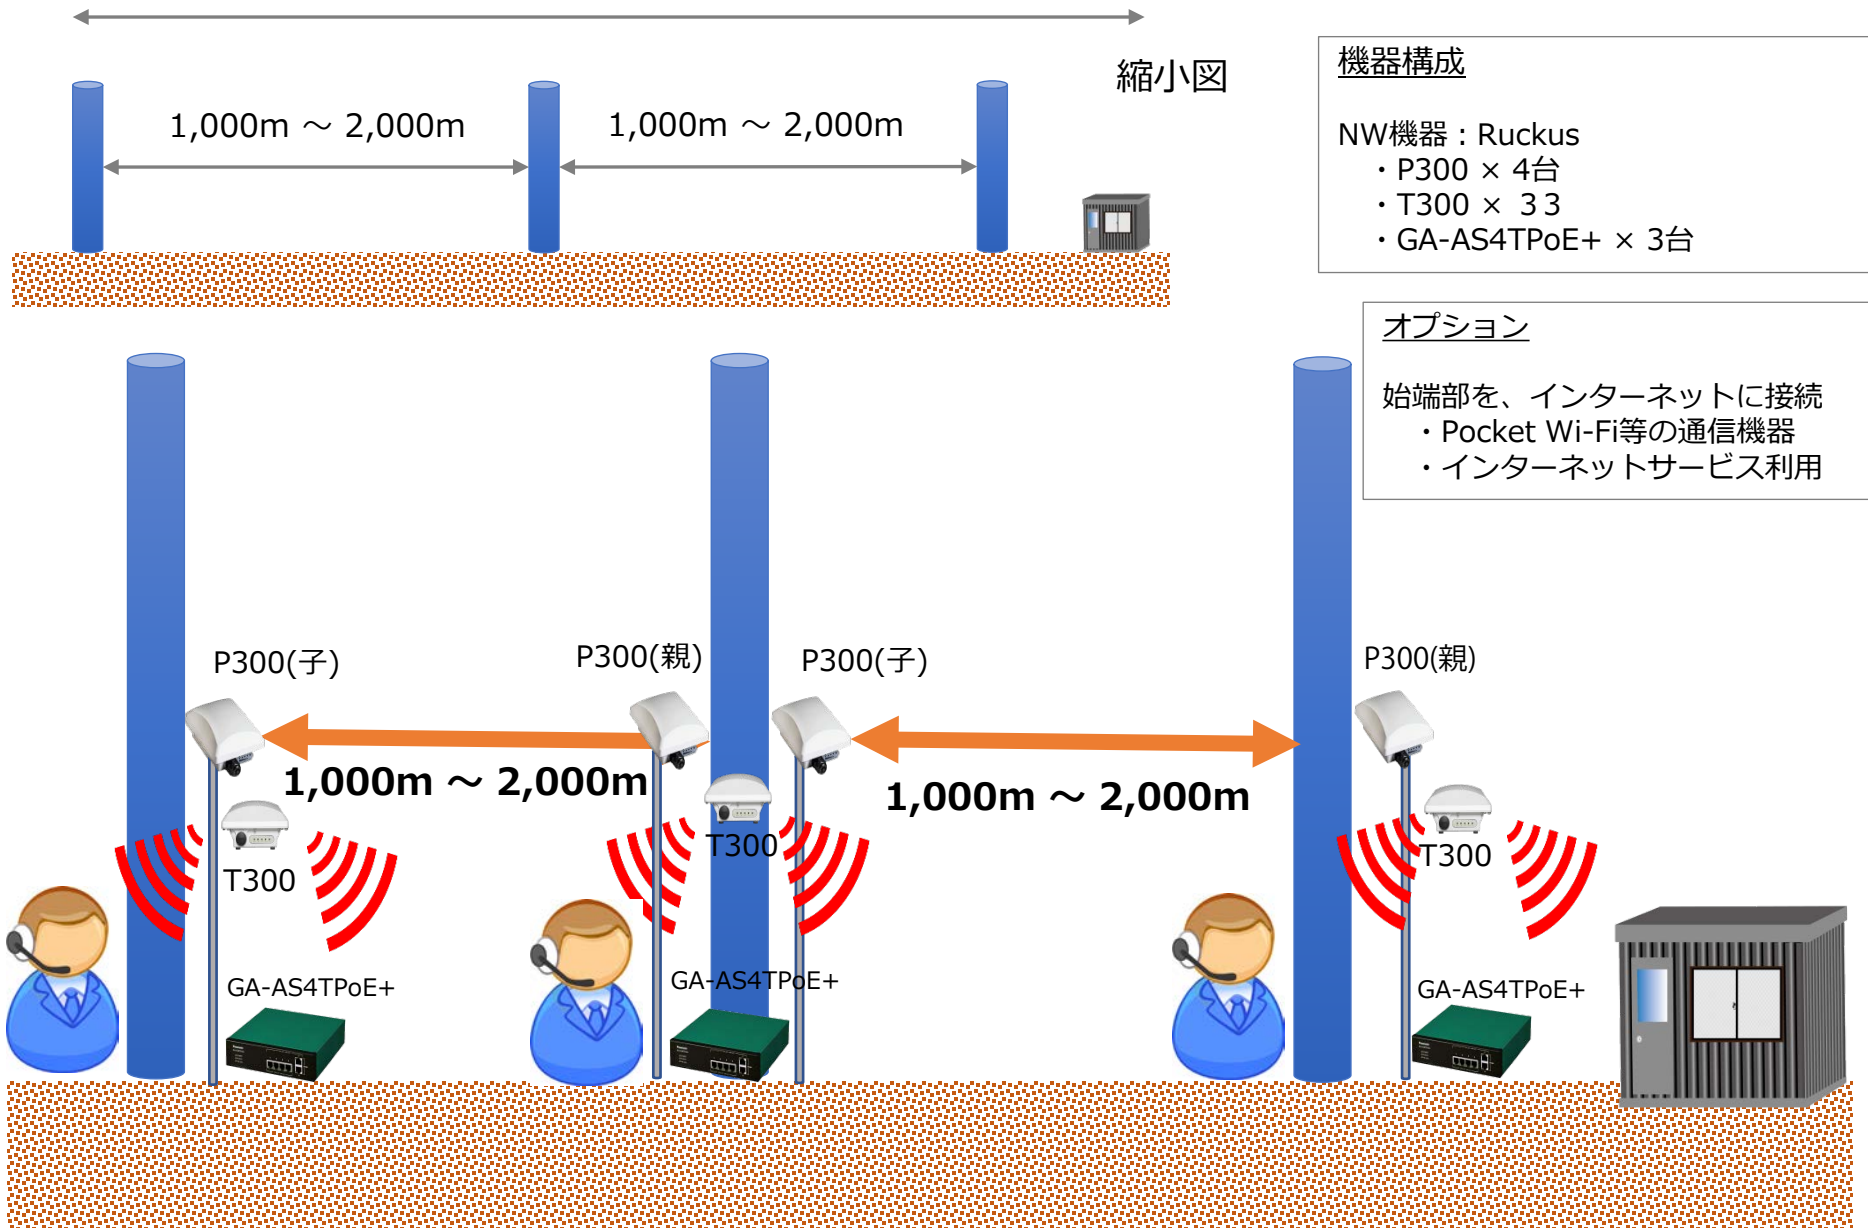 縮小図
1,000m ～ 2,000m
1,000m ～ 2,000m
機器構成
NW機器：Ruckus
・P300 × 4台
・T300 × ３３
・GA-AS4TPoE+ × 3台
オプション
始端部を、インターネットに接続
・Pocket Wi-Fi等の通信機器
・インターネットサービス利用
P300(子)
P300(親)
P300(子)
P300(親)
1,000m ～ 2,000m
1,000m ～ 2,000m
T300
T300
T300
GA-AS4TPoE+
GA-AS4TPoE+
GA-AS4TPoE+